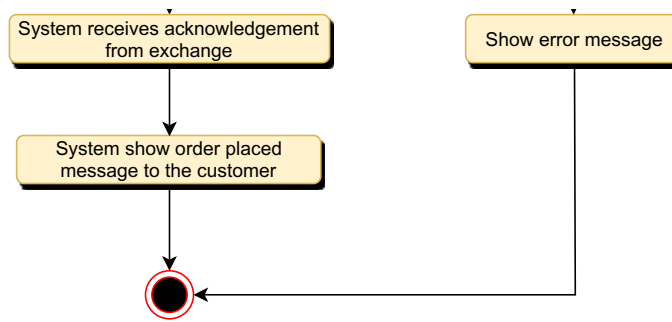 System receives acknowledgement
from exchange
Show error message
System show order placed
message to the customer